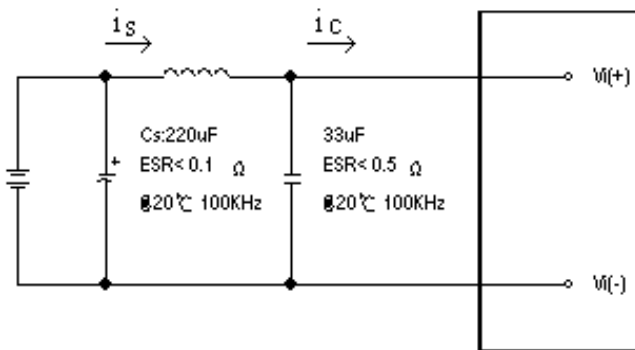 iS
iC
Vi(+)
Cs:220uF
ESR<0.1 Ω
@20℃ 100KHz
33uF
ESR<0.5 Ω
@20℃ 100KHz
+
Vi(-)